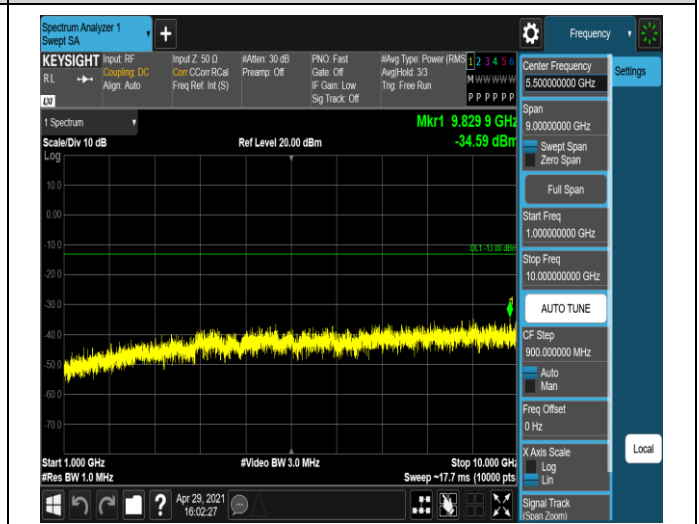 Spectrum Analyzer 1
Swept SA
Frequency
KEYSIGHT
Input: RF
Input Z: 50 Ω
#Atten: 30 dB
PNO: Fast
#Avg Type: Power (RMS
1 2 3 4 5 6
RL
Coupling: DC
Corr CCorr RCal
Preamp: Off
Gate: Off
Avg|Hold: 3/3
M W W W W W
Align: Auto
Freq Ref: Int (S)
IF Gain: Low
Trig: Free Run
Sig Track: Off
P P P P P P
LXI
1 Spectrum
Mkr1 9.829 9 GHz
Scale/Div 10 dB
Ref Level 20.00 dBm
-34.59 dBm
Log
10.0
0.00
-10.0
DL1 -13.00 dBm
-20.0
-30.0
1
-40.0
-50.0
-60.0
-70.0
Start 1.000 GHz
#Video BW 3.0 MHz
Stop 10.000 GHz
#Res BW 1.0 MHz
Sweep ~17.7 ms (10000 pts
Apr 29, 2021
16:02:27
?
Center Frequency
5.500000000 GHz
Settings
Span
9.00000000 GHz
Swept Span
Zero Span
Full Span
Start Freq
1.000000000 GHz
Stop Freq
10.000000000 GHz
AUTO TUNE
CF Step
900.000000 MHz
Auto
Man
Freq Offset
0 Hz
X Axis Scale
Log
Lin
Local
Signal Track
(Span Zoom)